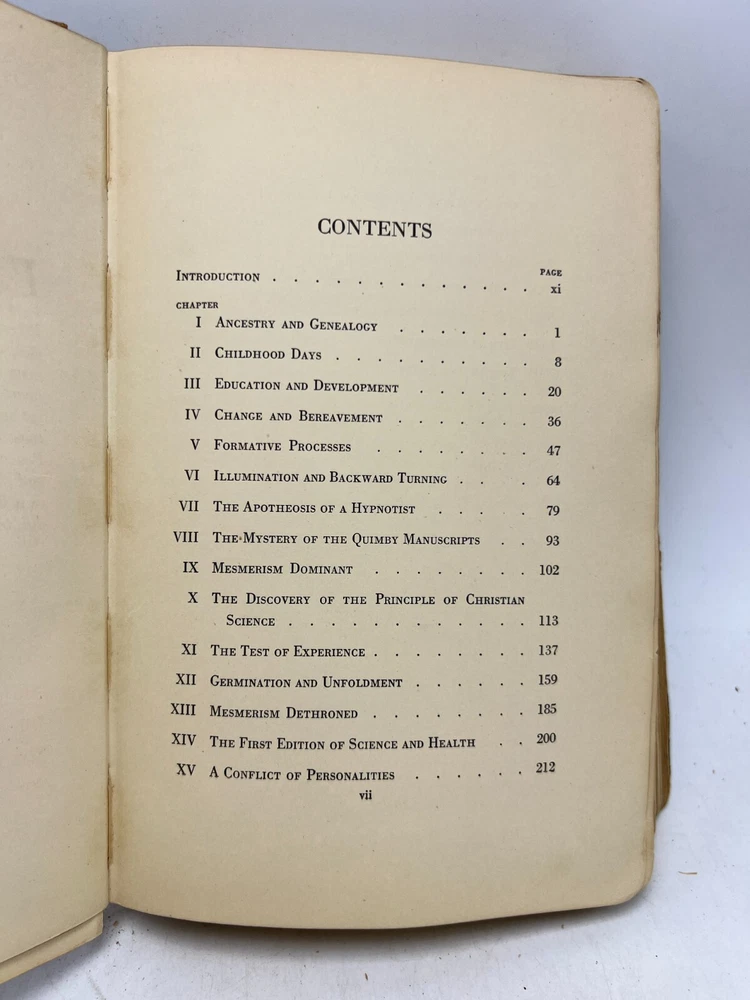 CONTENTS
PAGE
INTRODUCTION . . . . . . . . . . . . . xi
CHAPTER
I ANCESTRY AND GENEALOGY . . . . . . . 1
II CHILDHOOD DAYS . . . . . . . . . . 8
III EDUCATION AND DEVELOPMENT . . . . . . 20
IV CHANGE AND BEREAVEMENT . . . . . . . 36
V FORMATIVE PROCESSES . . . . . . . . 47
VI ILLUMINATION AND BACKWARD TURNING . . . 64
VII THE APOTHEOSIS OF A HYPNOTIST . . . . 79
VIII THE MYSTERY OF THE QUIMBY MANUSCRIPTS . . 93
IX MESMERISM DOMINANT . . . . . . . . 102
X THE DISCOVERY OF THE PRINCIPLE OF CHRISTIAN
SCIENCE . . . . . . . . . . . . 113
XI THE TEST OF EXPERIENCE . . . . . . . . 137
XII GERMINATION AND UNFOLDMENT . . . . . . 159
XIII MESMERISM DETHRONED . . . . . . . . 185
XIV THE FIRST EDITION OF SCIENCE AND HEALTH . . 200
XV A CONFLICT OF PERSONALITIES . . . . . . 212
vii